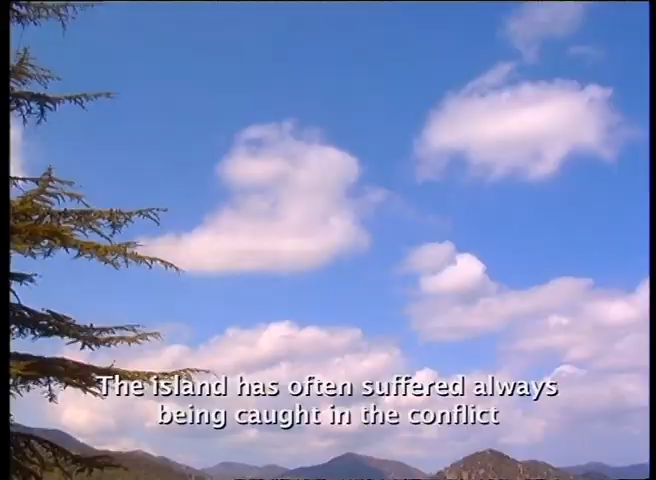 The island has often suffered always
being caught in the conflict